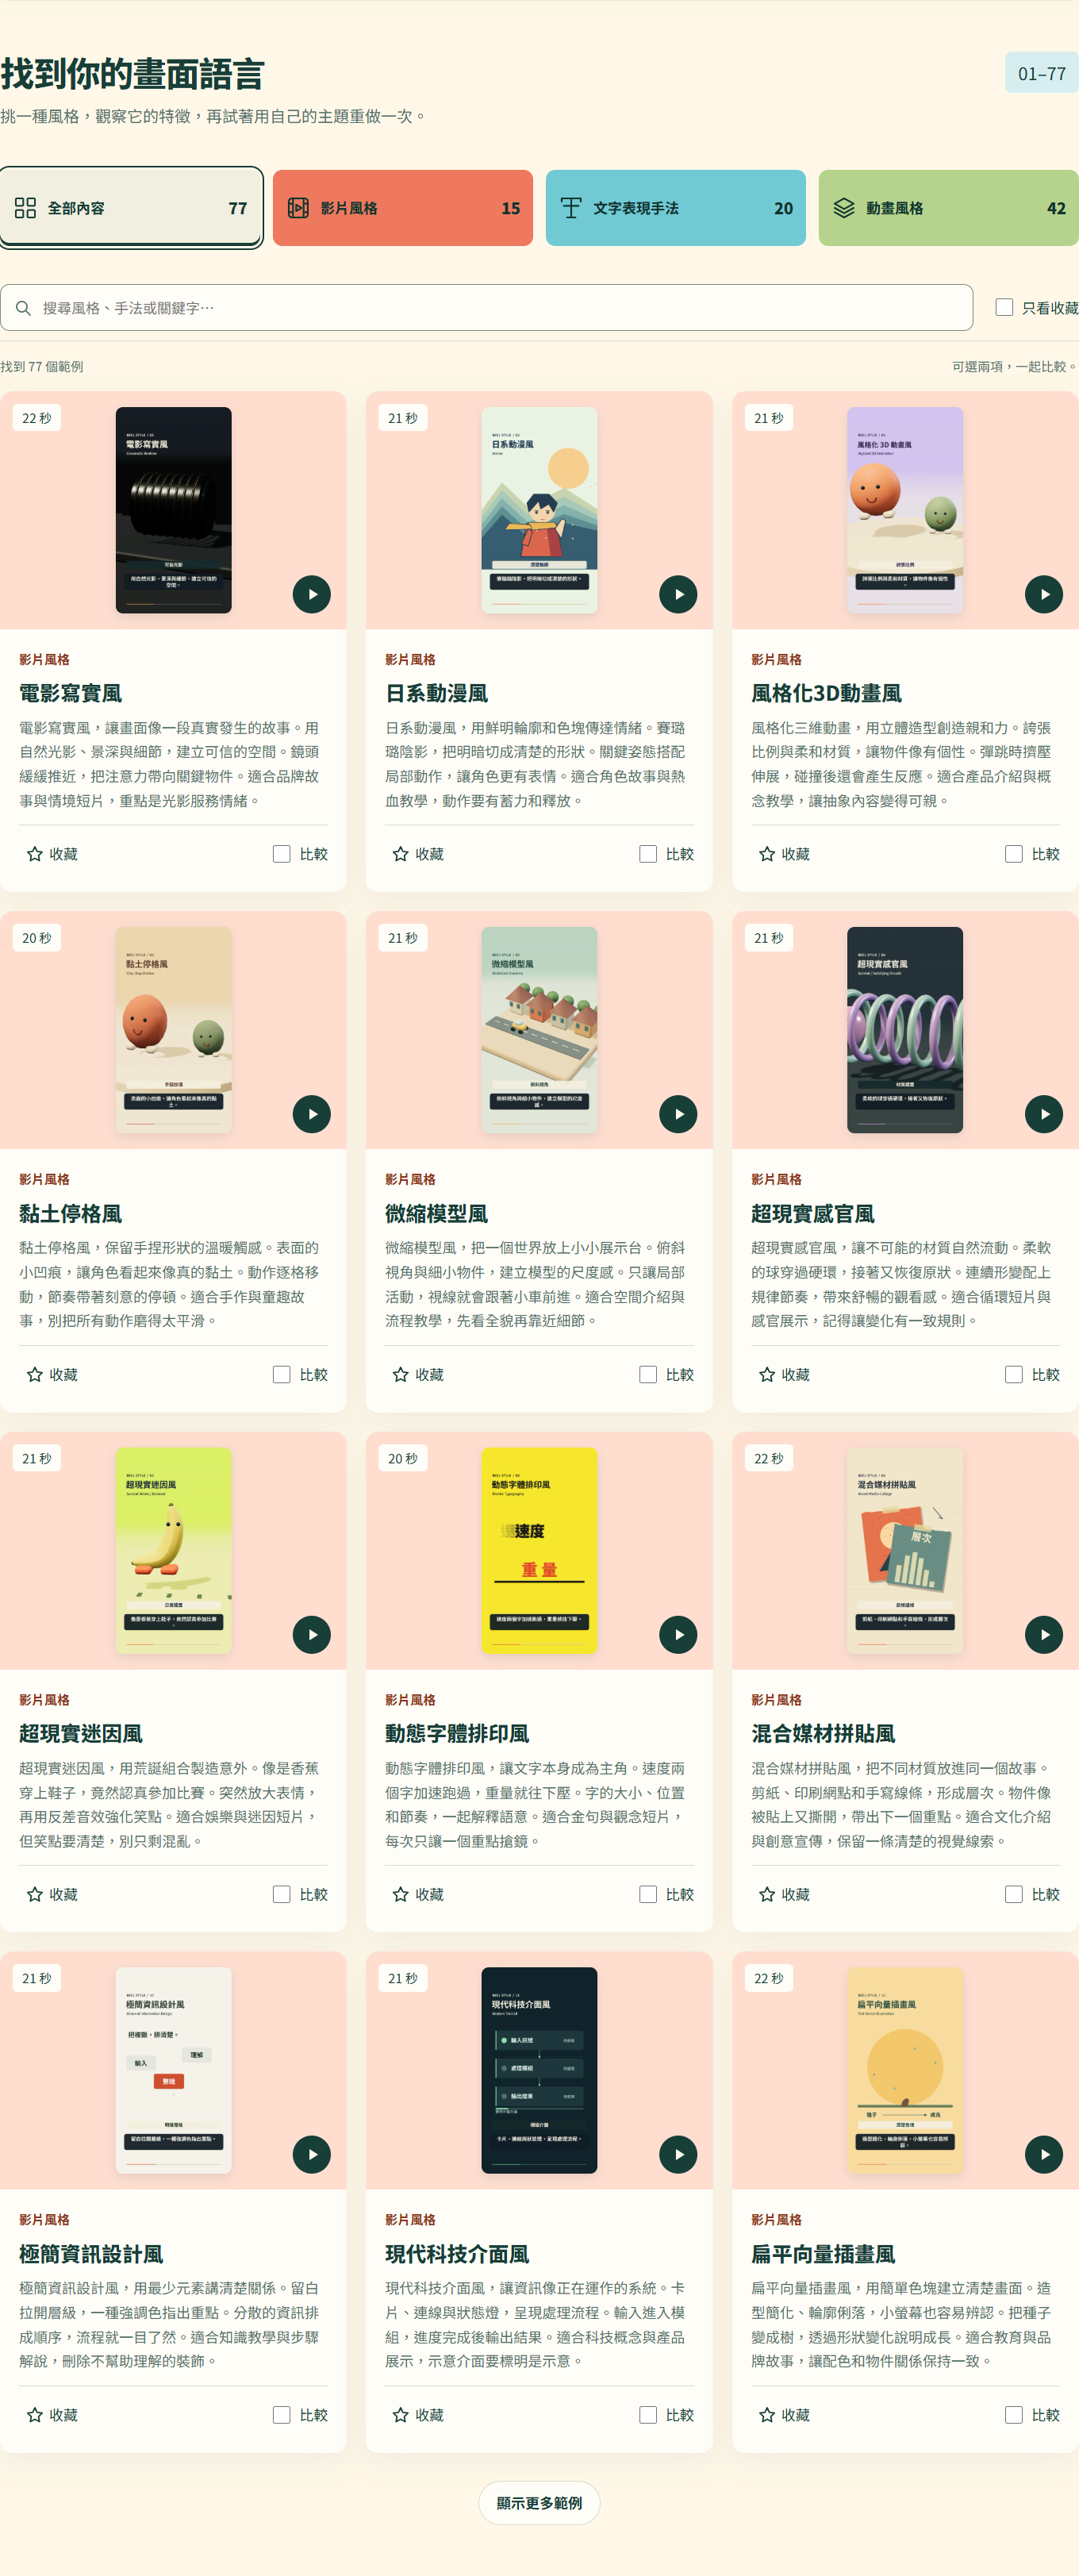 找到你的畫面語言
01–77
挑一種風格，觀察它的特徵，再試著用自己的主題重做一次。
全部內容 77
影片風格 15
文字表現手法 20
動畫風格 42
搜尋風格、手法或關鍵字…
只看收藏
找到 77 個範例
可選兩項，一起比較。
22 秒
電影寫實風
影片風格
電影寫實風
電影寫實風，讓畫面像一段真實發生的故事。用
自然光影、景深與細節，建立可信的空間。鏡頭
緩緩推近，把注意力帶向關鍵物件。適合品牌故
事與情境短片，重點是光影服務情緒。
收藏
比較
21 秒
日系動漫風
影片風格
日系動漫風
日系動漫風，用鮮明輪廓和色塊傳達情緒。賽璐
璐陰影，把明暗切成清楚的形狀。關鍵姿態搭配
局部動作，讓角色更有表情。適合角色故事與熱
血教學，動作要有蓄力和釋放。
收藏
比較
21 秒
風格化 3D 動畫風
影片風格
風格化3D動畫風
風格化三維動畫，用立體造型創造親和力。誇張
比例與柔和材質，讓物件像有個性。彈跳時擠壓
伸展，碰撞後還會產生反應。適合產品介紹與概
念教學，讓抽象內容變得可親。
收藏
比較
20 秒
黏土停格風
影片風格
黏土停格風
黏土停格風，保留手捏形狀的溫暖觸感。表面的
小凹痕，讓角色看起來像真的黏土。動作逐格移
動，節奏帶著刻意的停頓。適合手作與童趣故
事，別把所有動作磨得太平滑。
收藏
比較
21 秒
微縮模型風
影片風格
微縮模型風
微縮模型風，把一個世界放上小小展示台。俯斜
視角與細小物件，建立模型的尺度感。只讓局部
活動，視線就會跟著小車前進。適合空間介紹與
流程教學，先看全貌再靠近細節。
收藏
比較
21 秒
超現實感官風
影片風格
超現實感官風
超現實感官風，讓不可能的材質自然流動。柔軟
的球穿過硬環，接著又恢復原狀。連續形變配上
規律節奏，帶來舒暢的觀看感。適合循環短片與
感官展示，記得讓變化有一致規則。
收藏
比較
21 秒
超現實迷因風
影片風格
超現實迷因風
超現實迷因風，用荒誕組合製造意外。像是香蕉
穿上鞋子，竟然認真參加比賽。突然放大表情，
再用反差音效強化笑點。適合娛樂與迷因短片，
但笑點要清楚，別只剩混亂。
收藏
比較
20 秒
動態字體排印風
速度
重量
影片風格
動態字體排印風
動態字體排印風，讓文字本身成為主角。速度兩
個字加速跑過，重量就往下壓。字的大小、位置
和節奏，一起解釋語意。適合金句與觀念短片，
每次只讓一個重點搶鏡。
收藏
比較
22 秒
混合媒材拼貼風
層次
影片風格
混合媒材拼貼風
混合媒材拼貼風，把不同材質放進同一個故事。
剪紙、印刷網點和手寫線條，形成層次。物件像
被貼上又撕開，帶出下一個重點。適合文化介紹
與創意宣傳，保留一條清楚的視覺線索。
收藏
比較
21 秒
極簡資訊設計風
把複雜，排清楚。
理解
輸入
整理
影片風格
極簡資訊設計風
極簡資訊設計風，用最少元素講清楚關係。留白
拉開層級，一種強調色指出重點。分散的資訊排
成順序，流程就一目了然。適合知識教學與步驟
解說，刪除不幫助理解的裝飾。
收藏
比較
21 秒
現代科技介面風
輸入訊號
處理模組
輸出結果
影片風格
現代科技介面風
現代科技介面風，讓資訊像正在運作的系統。卡
片、連線與狀態燈，呈現處理流程。輸入進入模
組，進度完成後輸出結果。適合科技概念與產品
展示，示意介面要標明是示意。
收藏
比較
22 秒
扁平向量插畫風
種子
成長
影片風格
扁平向量插畫風
扁平向量插畫風，用簡單色塊建立清楚畫面。造
型簡化、輪廓俐落，小螢幕也容易辨認。把種子
變成樹，透過形狀變化說明成長。適合教育與品
牌故事，讓配色和物件關係保持一致。
收藏
比較
顯示更多範例